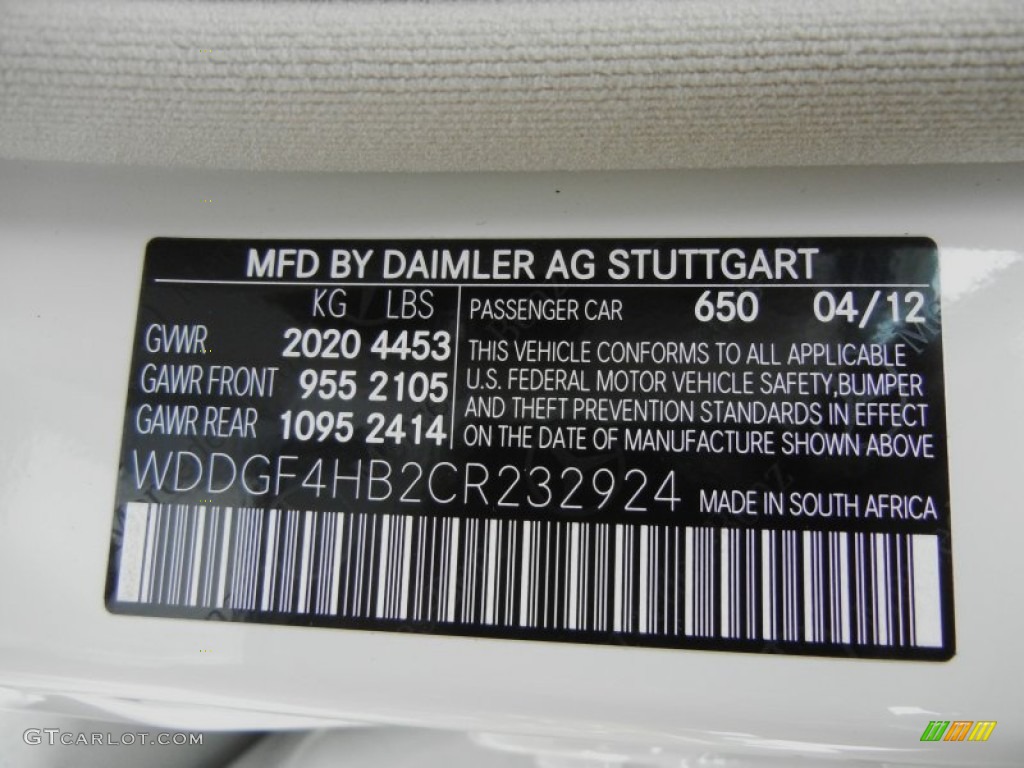 MFD BY DAIMLER AG STUTTGART
KG LBS
GVWR 2020 4453
GAWR FRONT 955 2105
GAWR REAR 1095 2414
PASSENGER CAR 650 04/12
THIS VEHICLE CONFORMS TO ALL APPLICABLE
U.S. FEDERAL MOTOR VEHICLE SAFETY, BUMPER
AND THEFT PREVENTION STANDARDS IN EFFECT
ON THE DATE OF MANUFACTURE SHOWN ABOVE
WDDGF4HB2CR232924 MADE IN SOUTH AFRICA
GTCARLOT.COM